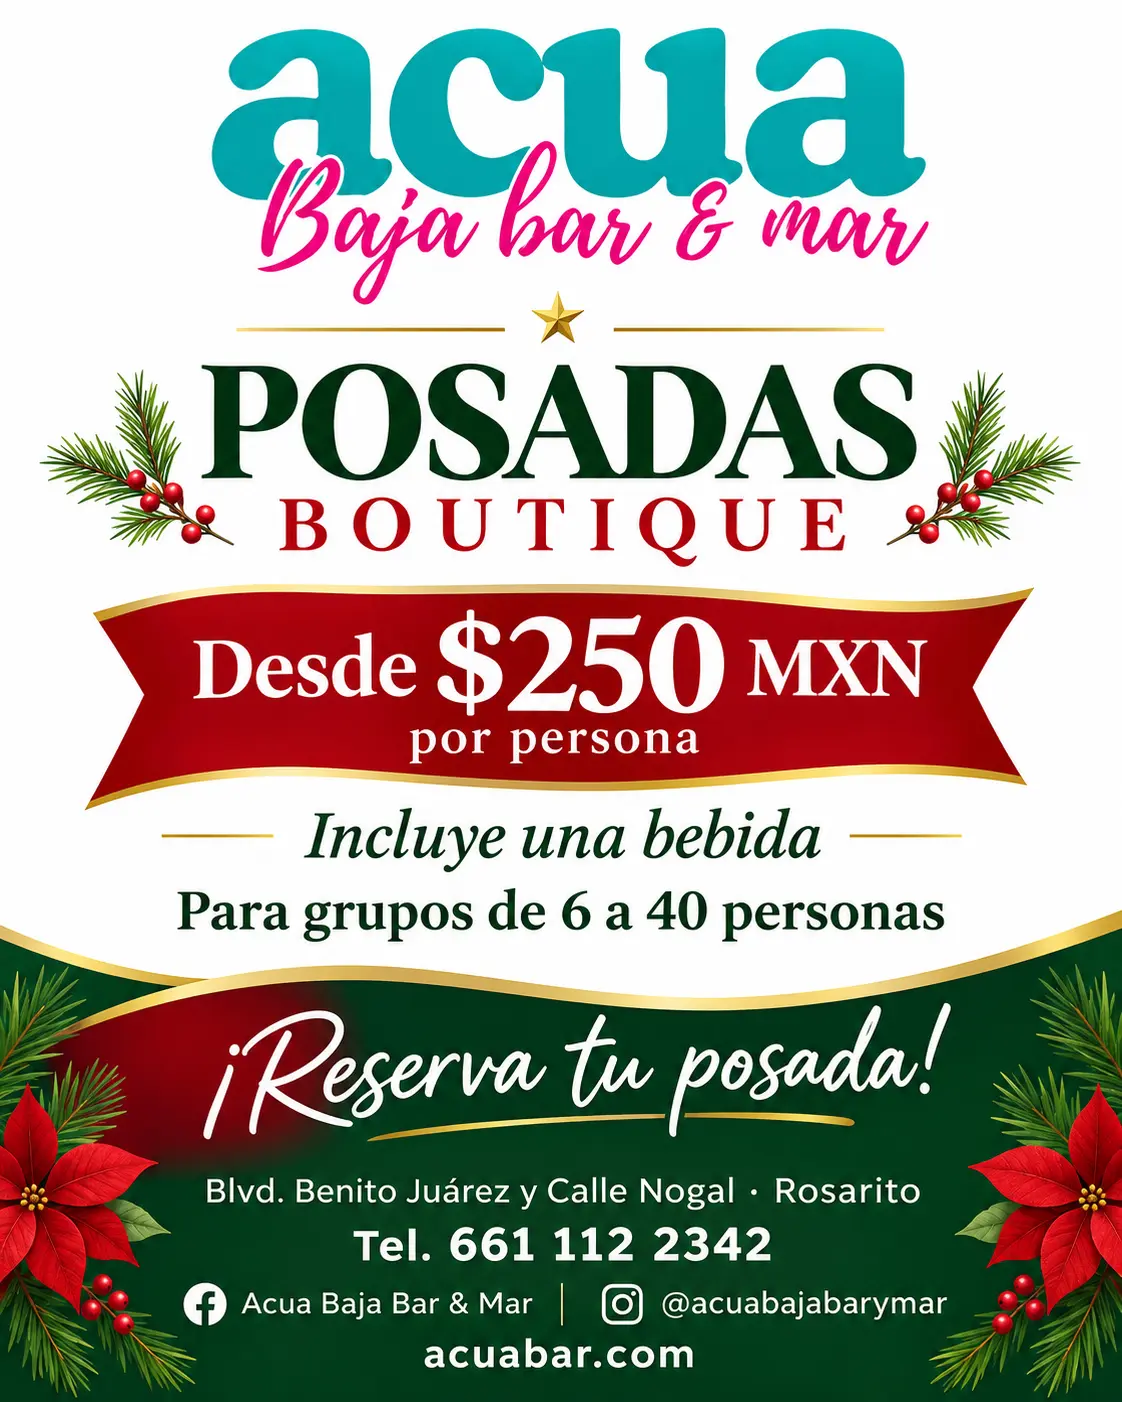 acua
Baja bar & mar
POSADAS
BOUTIQUE
Desde $250 MXN
por persona
Incluye una bebida
Para grupos de 6 a 40 personas
¡Reserva tu posada!
Blvd. Benito Juárez y Calle Nogal · Rosarito
Tel. 661 112 2342
Acua Baja Bar & Mar | @acuabajabarymar
acuabar.com